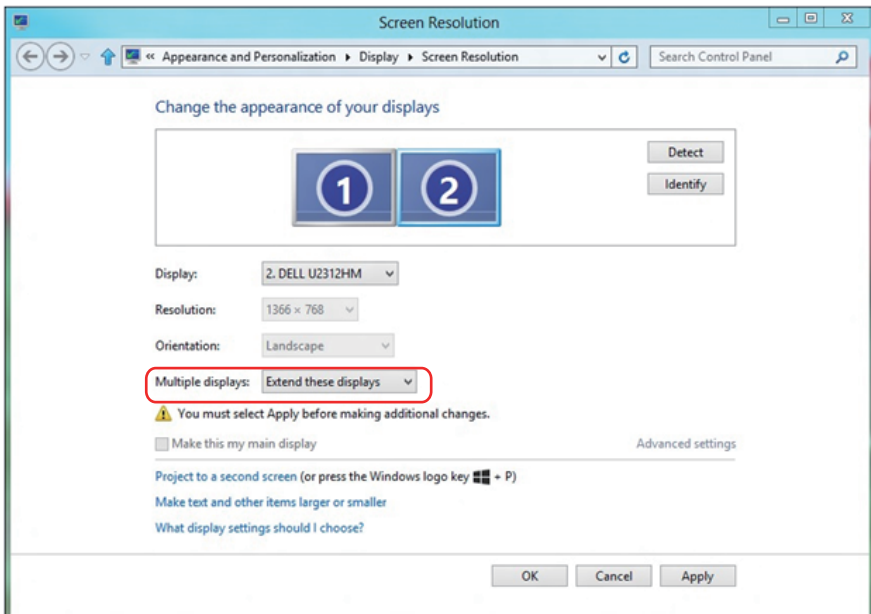 Screen Resolution
« Appearance and Personalization ▸ Display ▸ Screen Resolution
Search Control Panel
Change the appearance of your displays
1 2
Detect
Identify
Display: 2. DELL U2312HM
Resolution: 1366 × 768
Orientation: Landscape
Multiple displays: Extend these displays
You must select Apply before making additional changes.
Make this my main display Advanced settings
Project to a second screen (or press the Windows logo key + P)
Make text and other items larger or smaller
What display settings should I choose?
OK Cancel Apply